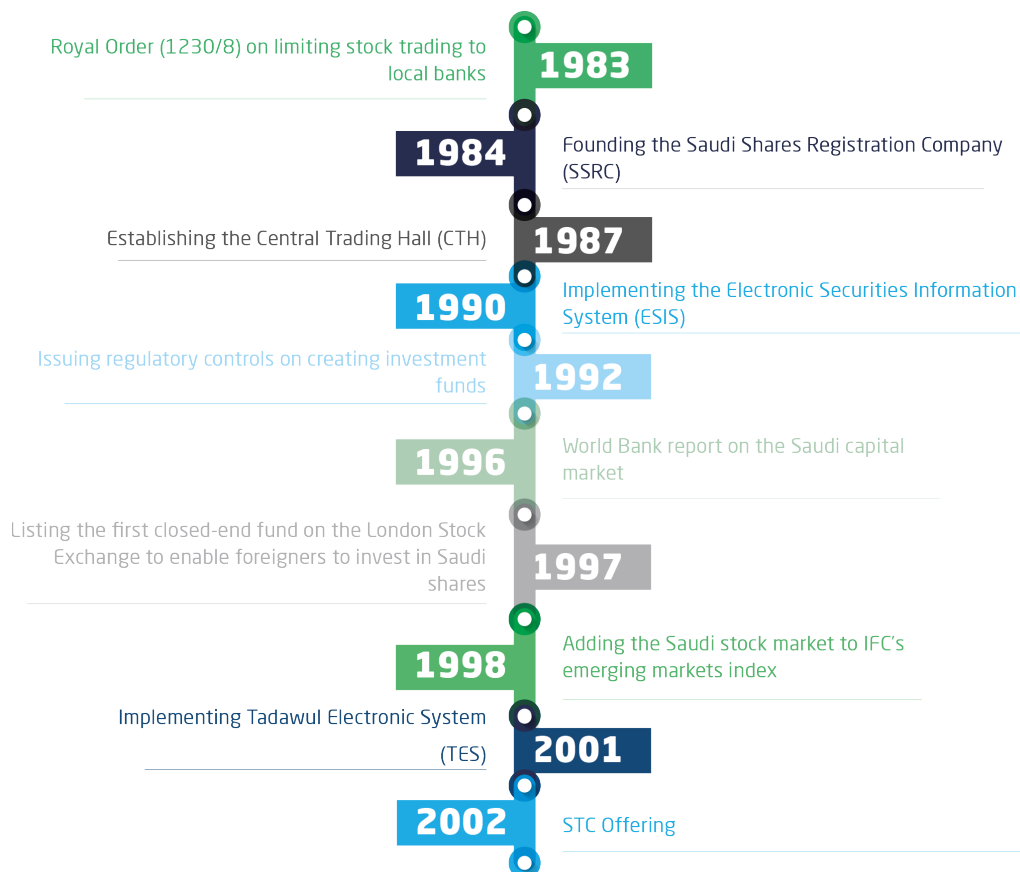 Royal Order (1230/8) on limiting stock trading to
local banks
1983
1984
Founding the Saudi Shares Registration Company
(SSRC)
Establishing the Central Trading Hall (CTH)
1987
1990
Implementing the Electronic Securities Information
System (ESIS)
Issuing regulatory controls on creating investment
funds
1992
1996
World Bank report on the Saudi capital
market
Listing the first closed-end fund on the London Stock
Exchange to enable foreigners to invest in Saudi
shares
1997
1998
Adding the Saudi stock market to IFC's
emerging markets index
Implementing Tadawul Electronic System
(TES)
2001
2002
STC Offering